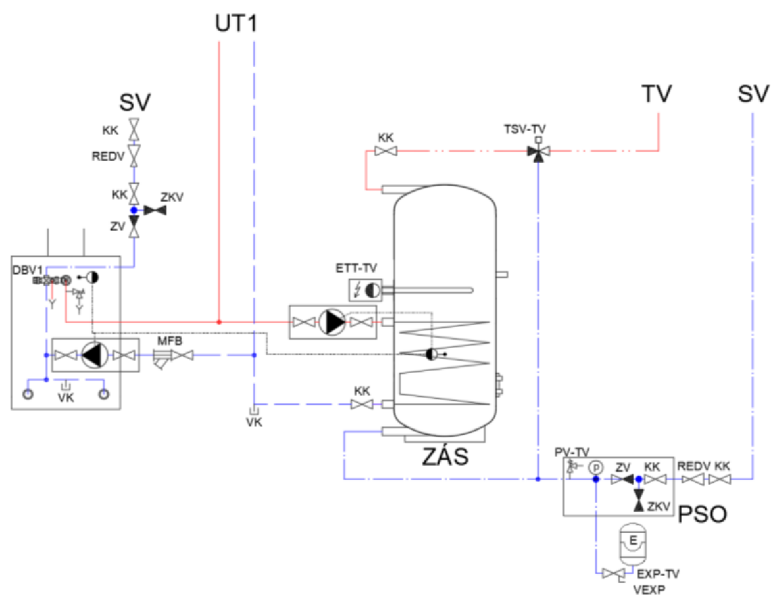 UT1
SV
TV
SV
KK
TSV-TV
KK
REDV
KK
ZKV
ZV
DBV1
ETT-TV
MFB
KK
VK
VK
ZÁS
PV-TV
P
ZV
KK
REDV
KK
ZKV
PSO
E
EXP-TV
VEXP